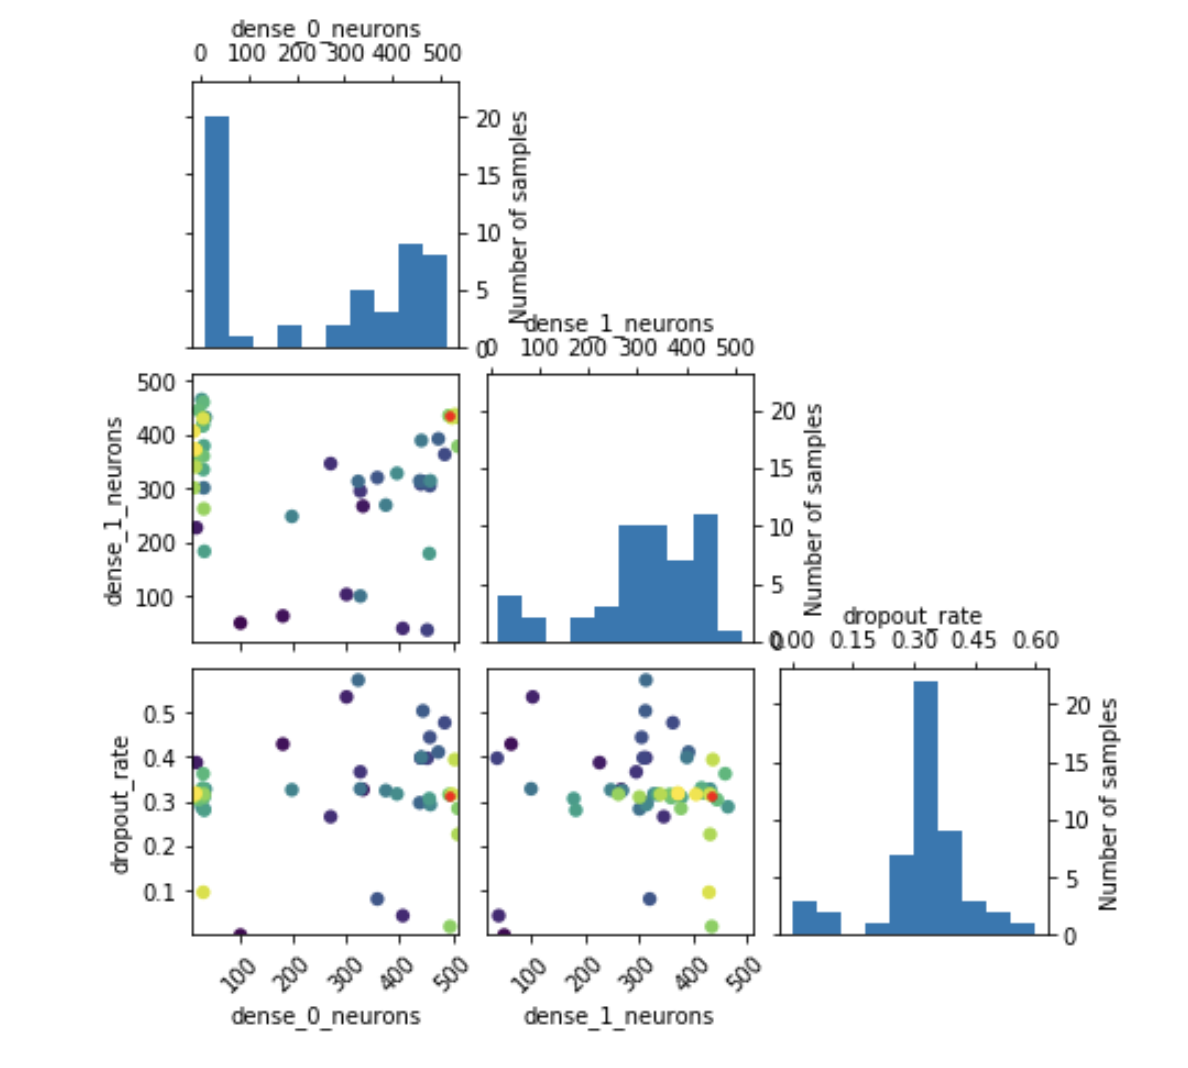 dense_0_neurons
0 100 200 300 400 500
20
15
10
5
0
Number of samples
dense_1_neurons
0 100 200 300 400 500
500
400
300
200
100
dense_1_neurons
20
15
10
5
0
Number of samples
dropout_rate
0.00 0.15 0.30 0.45 0.60
0.5
0.4
0.3
0.2
0.1
dropout_rate
20
15
10
5
0
Number of samples
100 200 300 400 500
dense_0_neurons
100 200 300 400 500
dense_1_neurons